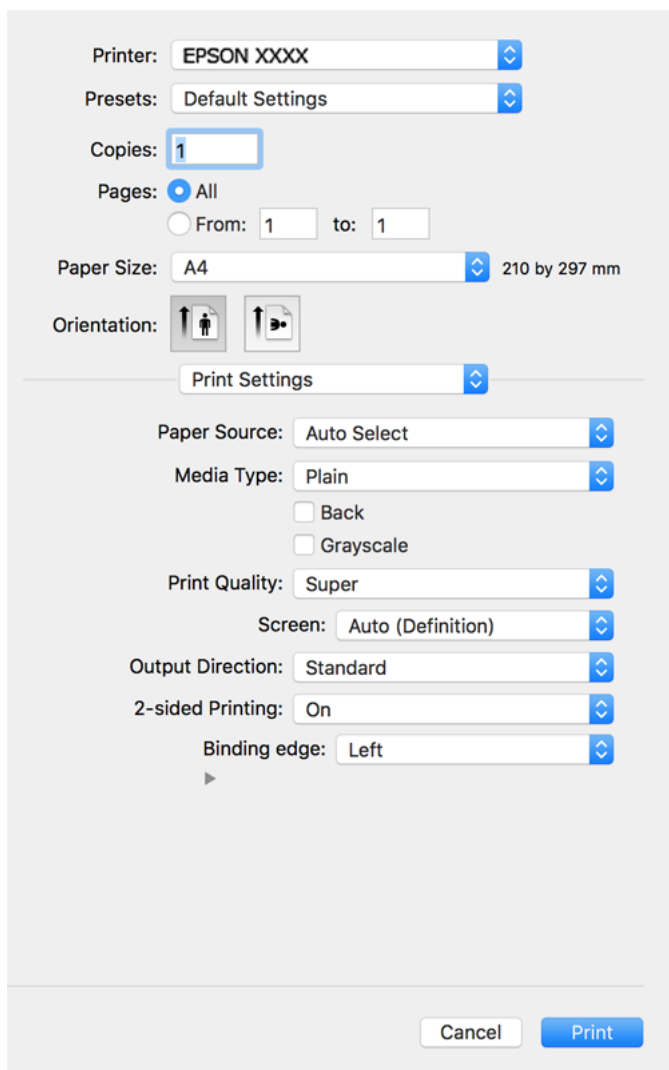 Printer: EPSON XXXX
Presets: Default Settings
Copies: 1
Pages: All
From: 1 to: 1
Paper Size: A4 210 by 297 mm
Orientation:
Print Settings
Paper Source: Auto Select
Media Type: Plain
Back
Grayscale
Print Quality: Super
Screen: Auto (Definition)
Output Direction: Standard
2-sided Printing: On
Binding edge: Left
Cancel Print